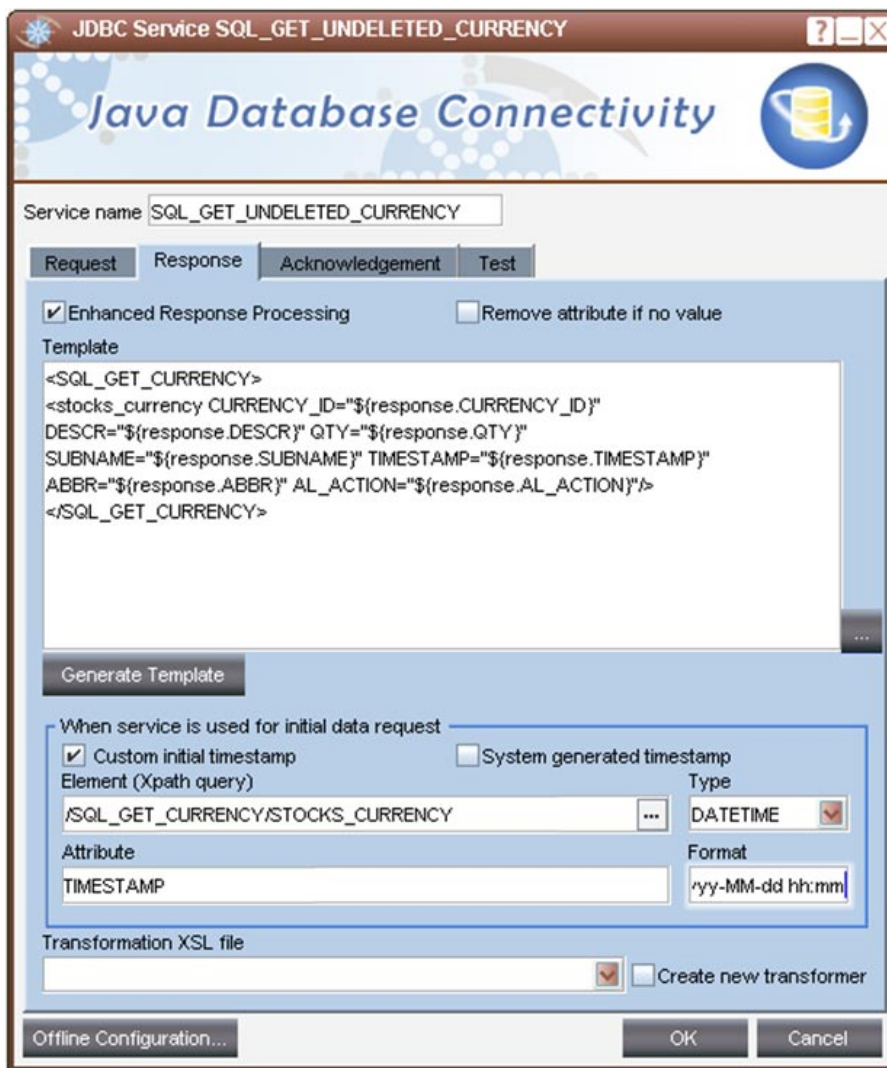 JDBC Service SQL_GET_UNDELETED_CURRENCY
Java Database Connectivity
Service name SQL_GET_UNDELETED_CURRENCY
Request Response Acknowledgement Test
Enhanced Response Processing Remove attribute if no value
Template
<SQL_GET_CURRENCY>
<stocks_currency CURRENCY_ID="${response.CURRENCY_ID}"
DESCR="${response.DESCR}" QTY="${response.QTY}"
SUBNAME="${response.SUBNAME}" TIMESTAMP="${response.TIMESTAMP}"
ABBR="${response.ABBR}" AL_ACTION="${response.AL_ACTION}"/>
</SQL_GET_CURRENCY>
...
Generate Template
When service is used for initial data request
Custom initial timestamp System generated timestamp
Element (Xpath query) Type
/SQL_GET_CURRENCY/STOCKS_CURRENCY ... DATETIME
Attribute Format
TIMESTAMP yy-MM-dd hh:mm
Transformation XSL file
Create new transformer
Offline Configuration... OK Cancel